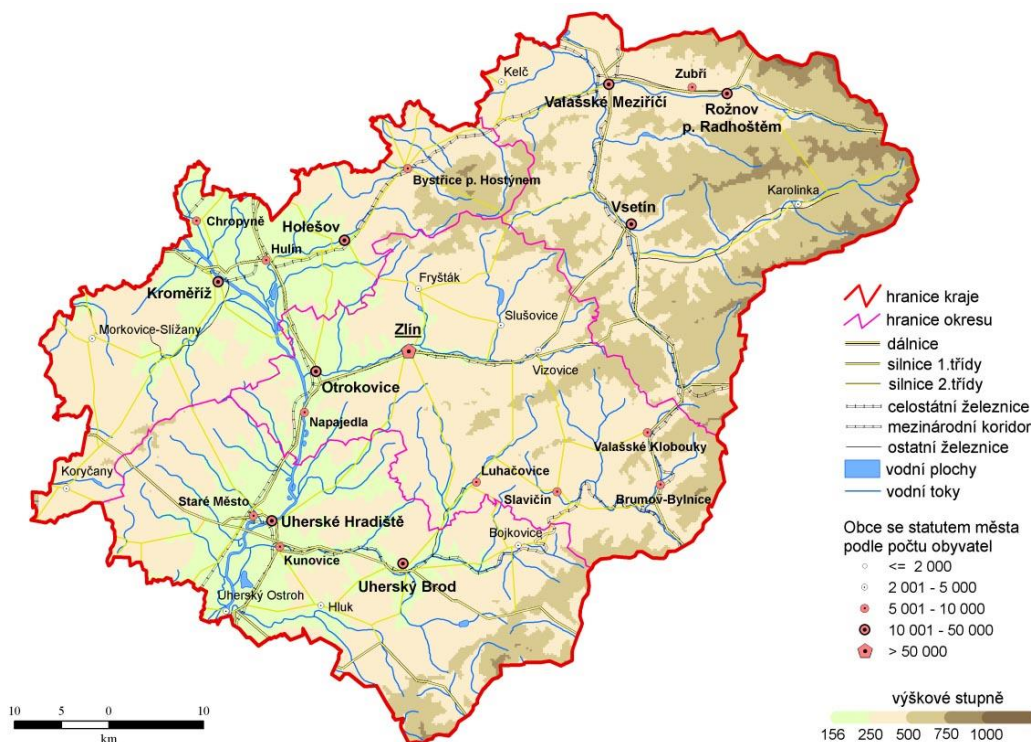 Kelč
Zubří
Valašské Meziříčí
Rožnov
p. Radhoštěm
Bystřice p. Hostýnem
Karolinka
Vsetín
Chropyně
Holešov
Hulín
Kroměříž
Fryšták
Slušovice
Morkovice-Slížany
Zlín
Vizovice
Otrokovice
Napajedla
Valašské Klobouky
Koryčany
Luhačovice
Slavičín
Brumov-Bylnice
Staré Město
Uherské Hradiště
Bojkovice
Kunovice
Uherský Brod
Uherský Ostroh
Hluk
hranice kraje
hranice okresu
dálnice
silnice 1.třídy
silnice 2.třídy
celostátní železnice
mezinárodní koridor
ostatní železnice
vodní plochy
vodní toky
Obce se statutem města
podle počtu obyvatel
<= 2 000
2 001 - 5 000
5 001 - 10 000
10 001 - 50 000
> 50 000
výškové stupně
156 250 500 750 1000
10 5 0 10
km